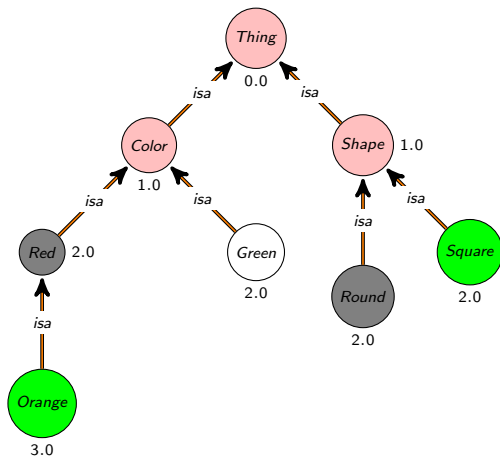 Thing
0.0
isa
isa
Color
1.0
Shape
1.0
isa
isa
isa
isa
Red
2.0
Green
2.0
Square
2.0
Round
2.0
isa
Orange
3.0